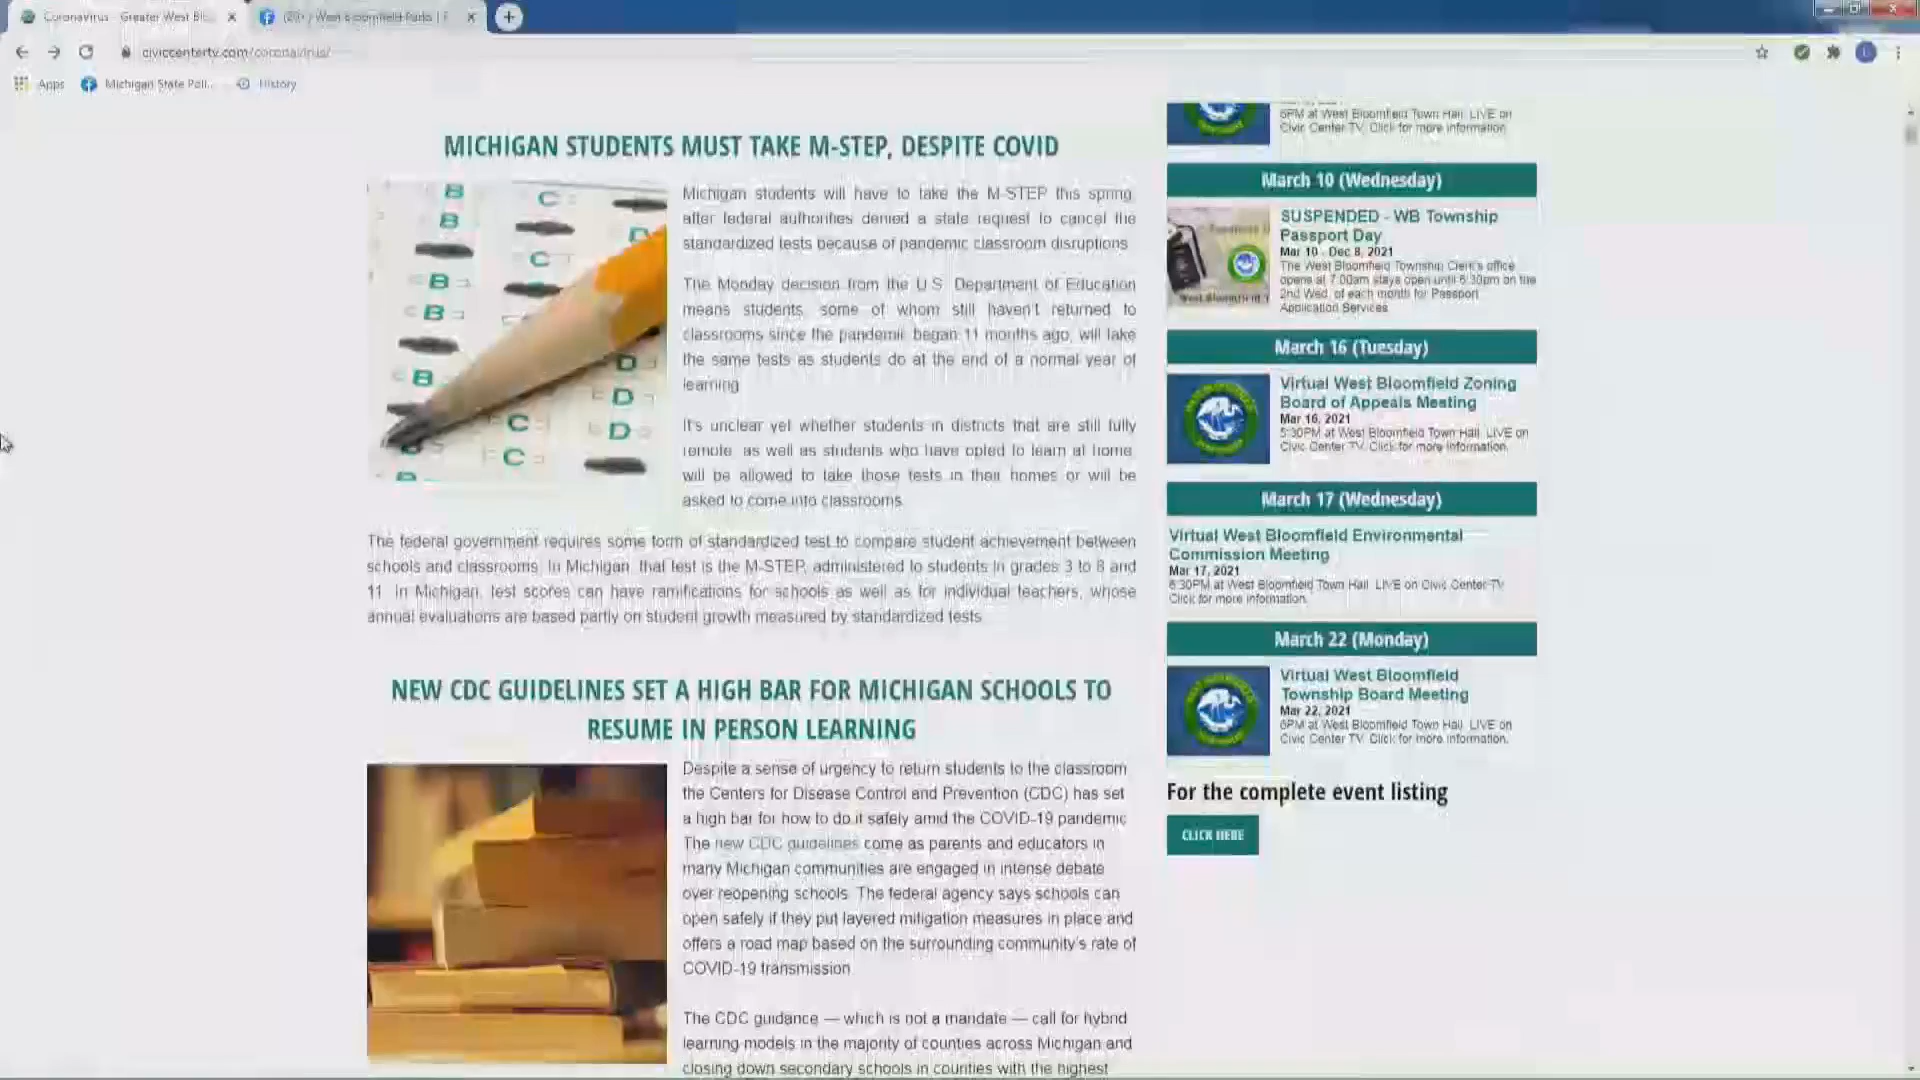 Coronavirus - Greater West Bl...
(20+) West Bloomfield Parks | F
civiccentertv.com/coronavirus/
Apps
Michigan State Poli...
History
MICHIGAN STUDENTS MUST TAKE M-STEP, DESPITE COVID
Michigan students will have to take the M-STEP this spring,
after federal authorities denied a state request to cancel the
standardized tests because of pandemic classroom disruptions.
The Monday decision from the U.S. Department of Education
means students, some of whom still haven't returned to
classrooms since the pandemic began 11 months ago, will take
the same tests as students do at the end of a normal year of
learning.
It's unclear yet whether students in districts that are still fully
remote, as well as students who have opted to learn at home,
will be allowed to take those tests in their homes or will be
asked to come into classrooms.
The federal government requires some form of standardized test to compare student achievement between
schools and classrooms. In Michigan, that test is the M-STEP, administered to students in grades 3 to 8 and
11. In Michigan, test scores can have ramifications for schools as well as for individual teachers, whose
annual evaluations are based partly on student growth measured by standardized tests.
NEW CDC GUIDELINES SET A HIGH BAR FOR MICHIGAN SCHOOLS TO
RESUME IN PERSON LEARNING
Despite a sense of urgency to return students to the classroom
the Centers for Disease Control and Prevention (CDC) has set
a high bar for how to do it safely amid the COVID-19 pandemic.
The new CDC guidelines come as parents and educators in
many Michigan communities are engaged in intense debate
over reopening schools. The federal agency says schools can
open safely if they put layered mitigation measures in place and
offers a road map based on the surrounding community's rate of
COVID-19 transmission.
The CDC guidance — which is not a mandate — call for hybrid
learning models in the majority of counties across Michigan and
closing down secondary schools in counties with the highest
6PM at West Bloomfield Town Hall. LIVE on
Civic Center TV. Click for more information.
March 10 (Wednesday)
SUSPENDED - WB Township
Passport Day
Mar 10 - Dec 8, 2021
The West Bloomfield Township Clerk's office
opens at 7:00am stays open until 6:30pm on the
2nd Wed. of each month for Passport
Application Services.
March 16 (Tuesday)
Virtual West Bloomfield Zoning
Board of Appeals Meeting
Mar 16, 2021
5:30PM at West Bloomfield Town Hall. LIVE on
Civic Center TV. Click for more information.
March 17 (Wednesday)
Virtual West Bloomfield Environmental
Commission Meeting
Mar 17, 2021
6:30PM at West Bloomfield Town Hall. LIVE on Civic Center TV.
Click for more information.
March 22 (Monday)
Virtual West Bloomfield
Township Board Meeting
Mar 22, 2021
6PM at West Bloomfield Town Hall. LIVE on
Civic Center TV. Click for more information.
For the complete event listing
CLICK HERE